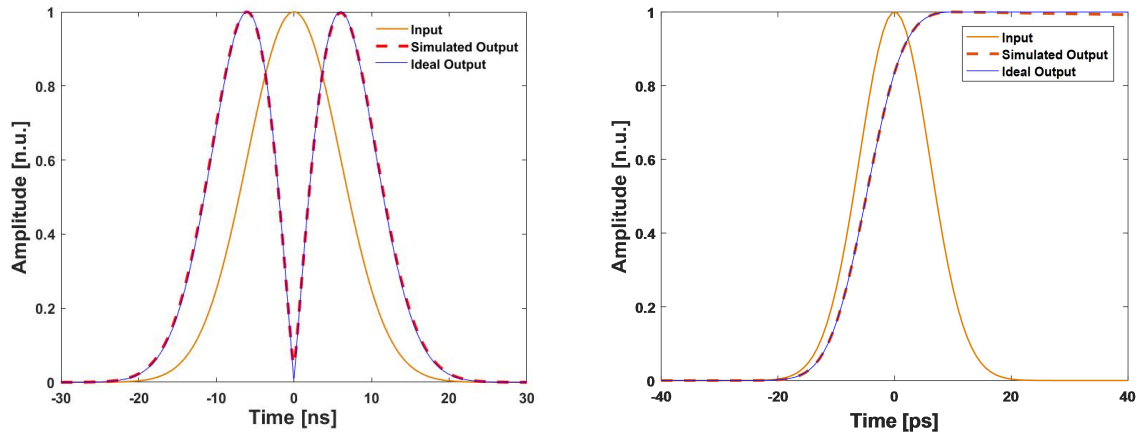 1
0.8
0.6
0.4
0.2
0
-30
-20
-10
0
10
20
30
Amplitude [n.u.]
Time [ns]
Input
Simulated Output
Ideal Output
1
0.8
0.6
0.4
0.2
0
-40
-20
0
20
40
Amplitude [n.u.]
Time [ps]
Input
Simulated Output
Ideal Output